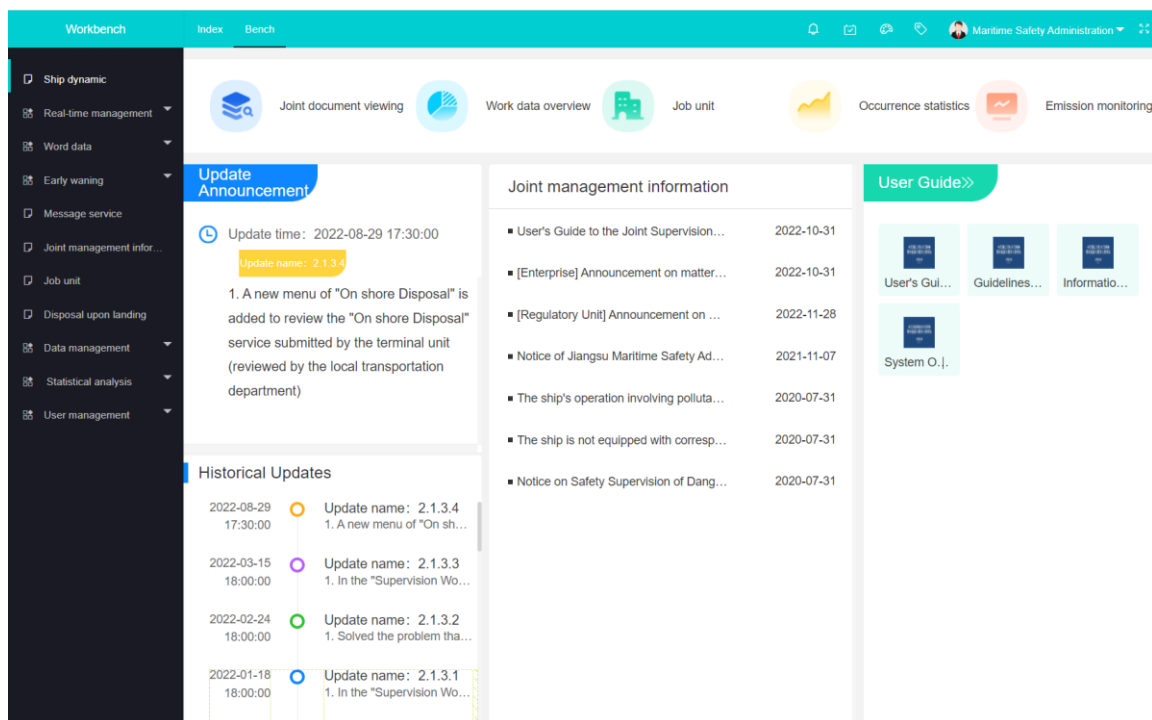 Workbench
Index Bench
Maritime Safety Administration
Ship dynamic
Real-time management
Word data
Early waning
Message service
Joint management infor...
Job unit
Disposal upon landing
Data management
Statistical analysis
User management
Joint document viewing
Work data overview
Job unit
Occurrence statistics
Emission monitoring
Update
Announcement
Update time: 2022-08-29 17:30:00
Update name: 2.1.3.4
1. A new menu of "On shore Disposal" is
added to review the "On shore Disposal"
service submitted by the terminal unit
(reviewed by the local transportation
department)
Historical Updates
2022-08-29 Update name: 2.1.3.4
17:30:00 1. A new menu of "On sh...
2022-03-15 Update name: 2.1.3.3
18:00:00 1. In the "Supervision Wo...
2022-02-24 Update name: 2.1.3.2
18:00:00 1. Solved the problem tha...
2022-01-18 Update name: 2.1.3.1
18:00:00 1. In the "Supervision Wo...
Joint management information
User's Guide to the Joint Supervision... 2022-10-31
[Enterprise] Announcement on matter... 2022-10-31
[Regulatory Unit] Announcement on ... 2022-11-28
Notice of Jiangsu Maritime Safety Ad... 2021-11-07
The ship's operation involving polluta... 2020-07-31
The ship is not equipped with corresp... 2020-07-31
Notice on Safety Supervision of Dang... 2020-07-31
User Guide»
User's Gui... Guidelines... Informatio...
System O.|.